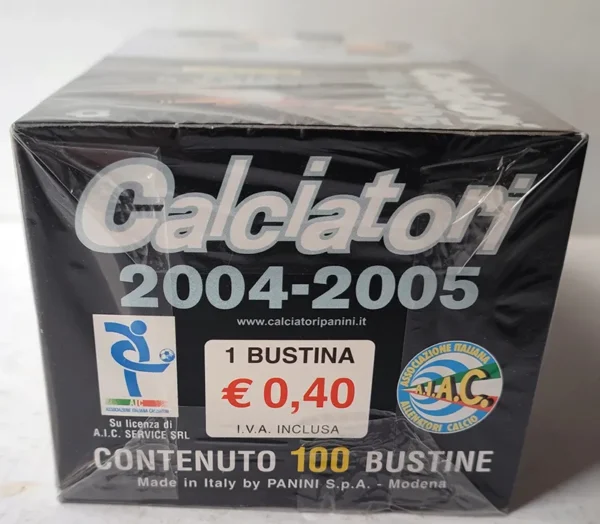 Calciatori
Calciatori
2004-2005
www.calciatoripanini.it
1 BUSTINA
€ 0,40
I.V.A. INCLUSA
AIC
ASSOCIAZIONE ITALIANA CALCIATORI
Su licenza di
A.I.C. SERVICE SRL
ASSOCIAZIONE ITALIANA
A.I.A.C.
ALLENATORI CALCIO
CONTENUTO 100 BUSTINE
Made in Italy by PANINI S.p.A. - Modena